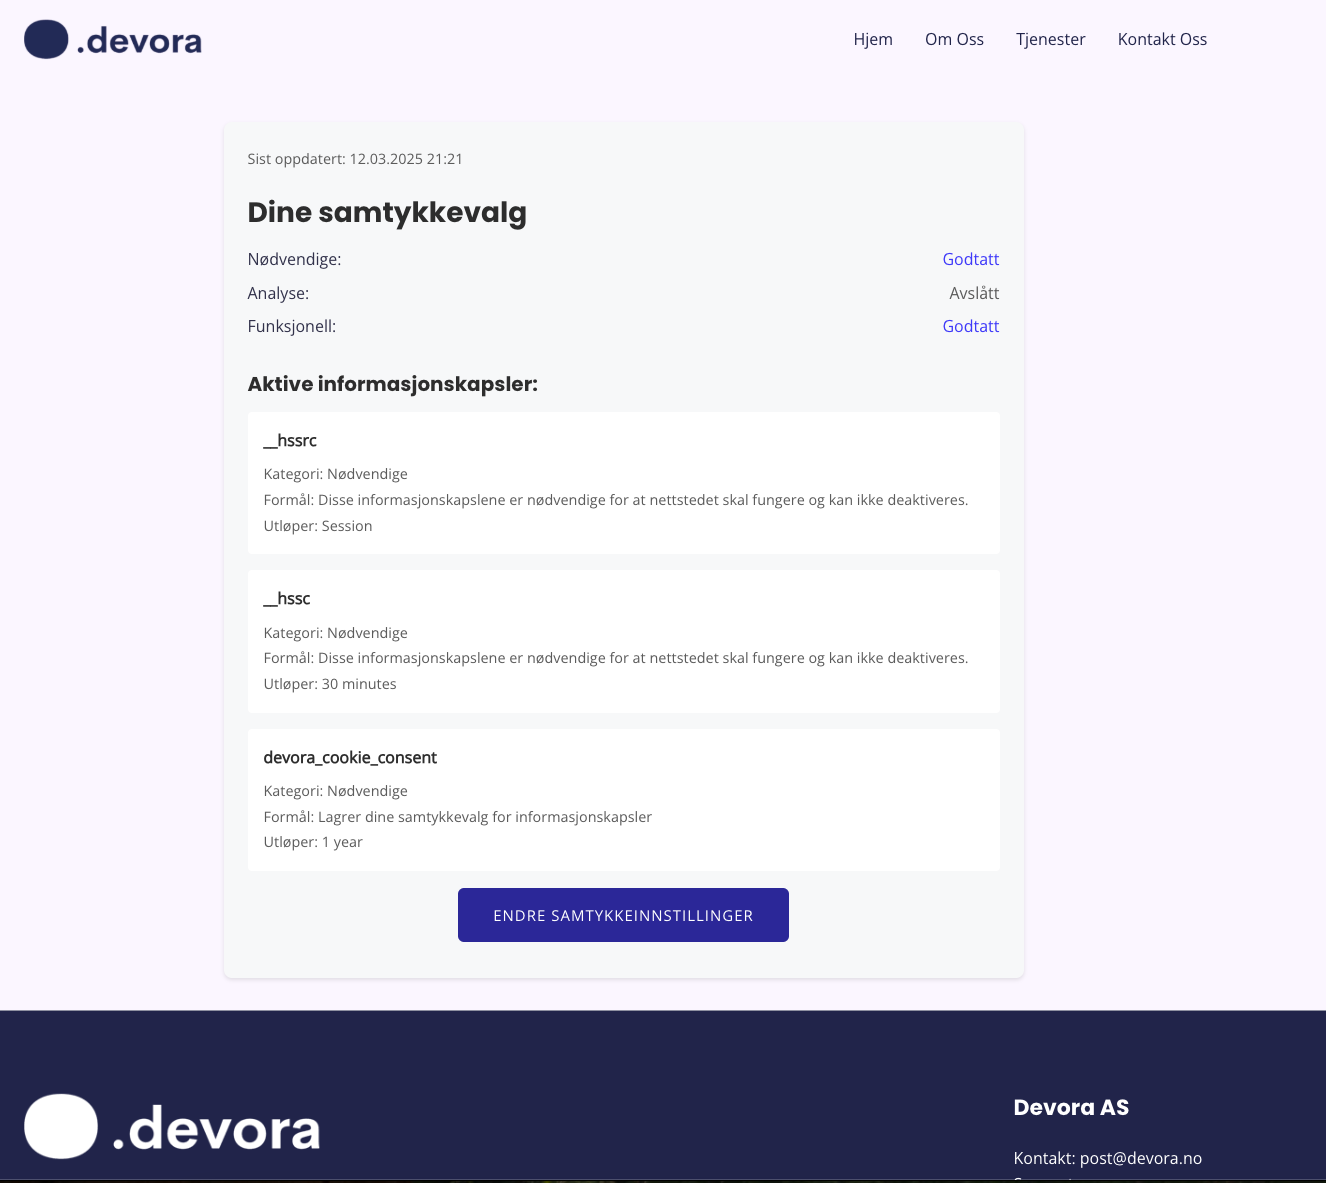 .devora
Hjem Om Oss Tjenester Kontakt Oss
Sist oppdatert: 12.03.2025 21:21
Dine samtykkevalg
Nødvendige: Godtatt
Analyse: Avslått
Funksjonell: Godtatt
Aktive informasjonskapsler:
__hssrc
Kategori: Nødvendige
Formål: Disse informasjonskapslene er nødvendige for at nettstedet skal fungere og kan ikke deaktiveres.
Utløper: Session
__hssc
Kategori: Nødvendige
Formål: Disse informasjonskapslene er nødvendige for at nettstedet skal fungere og kan ikke deaktiveres.
Utløper: 30 minutes
devora_cookie_consent
Kategori: Nødvendige
Formål: Lagrer dine samtykkevalg for informasjonskapsler
Utløper: 1 year
ENDRE SAMTYKKEINNSTILLINGER
.devora
Devora AS
Kontakt: post@devora.no